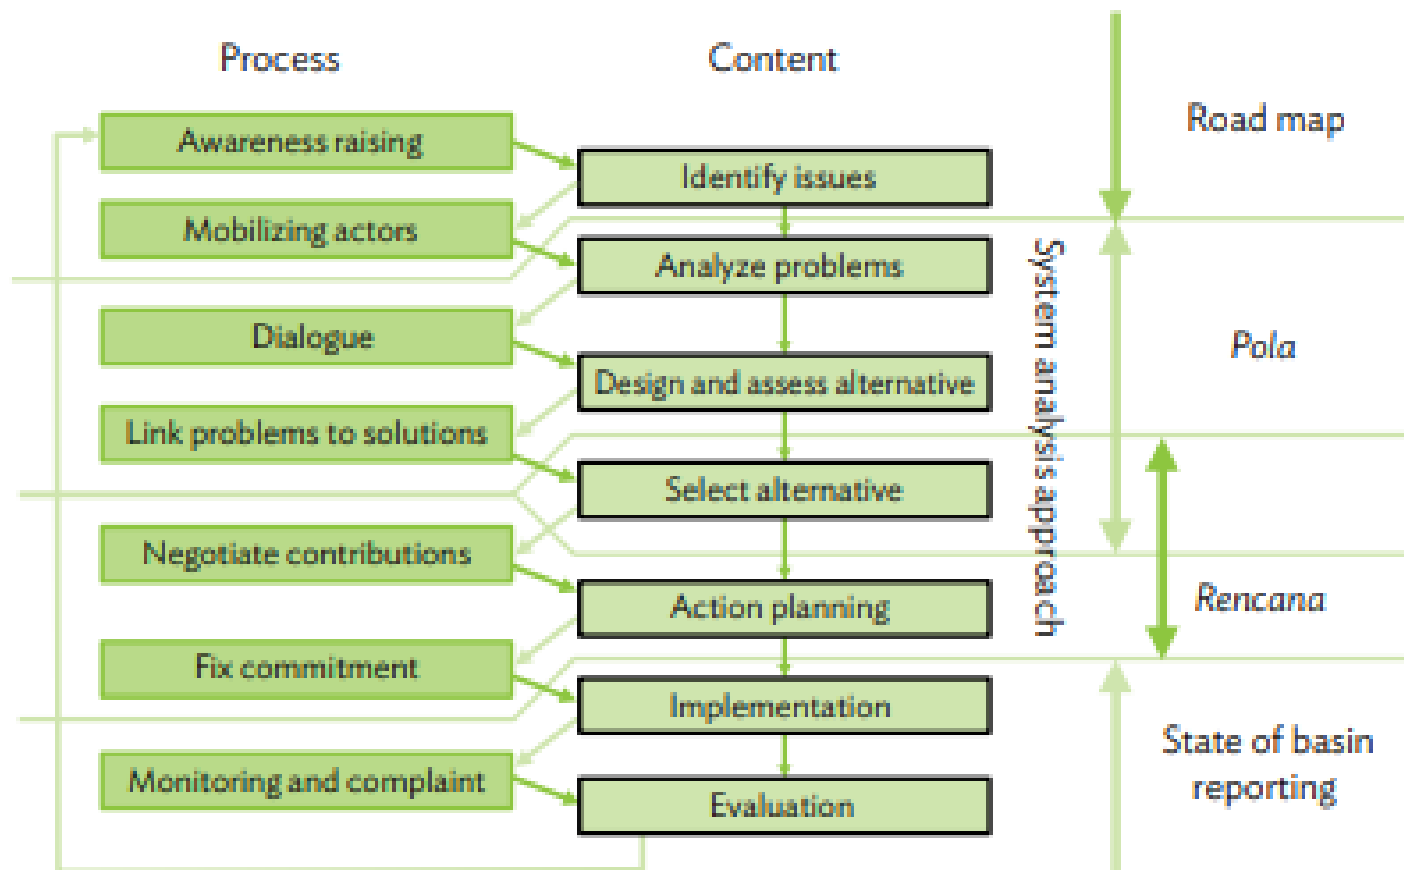 Process
Content
Road map
Awareness raising
Identify issues
Mobilizing actors
Analyze problems
System analysis approach
Pola
Dialogue
Design and assess alternative
Link problems to solutions
Select alternative
Negotiate contributions
Action planning
Rencana
Fix commitment
Implementation
State of basin
reporting
Monitoring and complaint
Evaluation